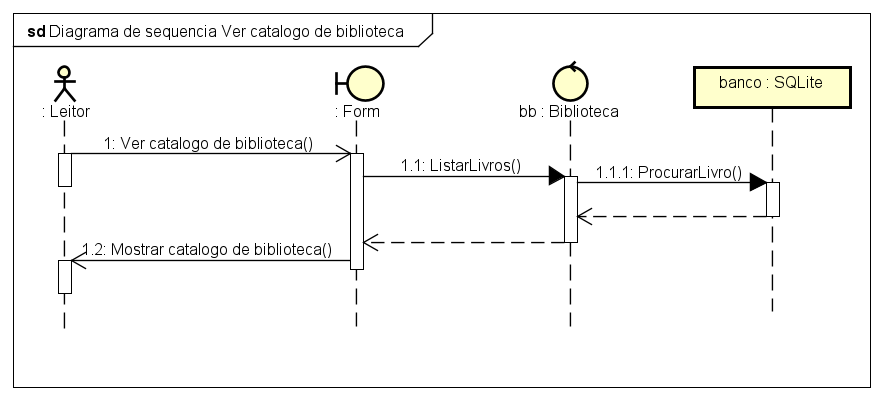 sd Diagrama de sequencia Ver catalogo de biblioteca
: Leitor
: Form
bb : Biblioteca
banco : SQLite
1: Ver catalogo de biblioteca()
1.1: ListarLivros()
1.1.1: ProcurarLivro()
1.2: Mostrar catalogo de biblioteca()